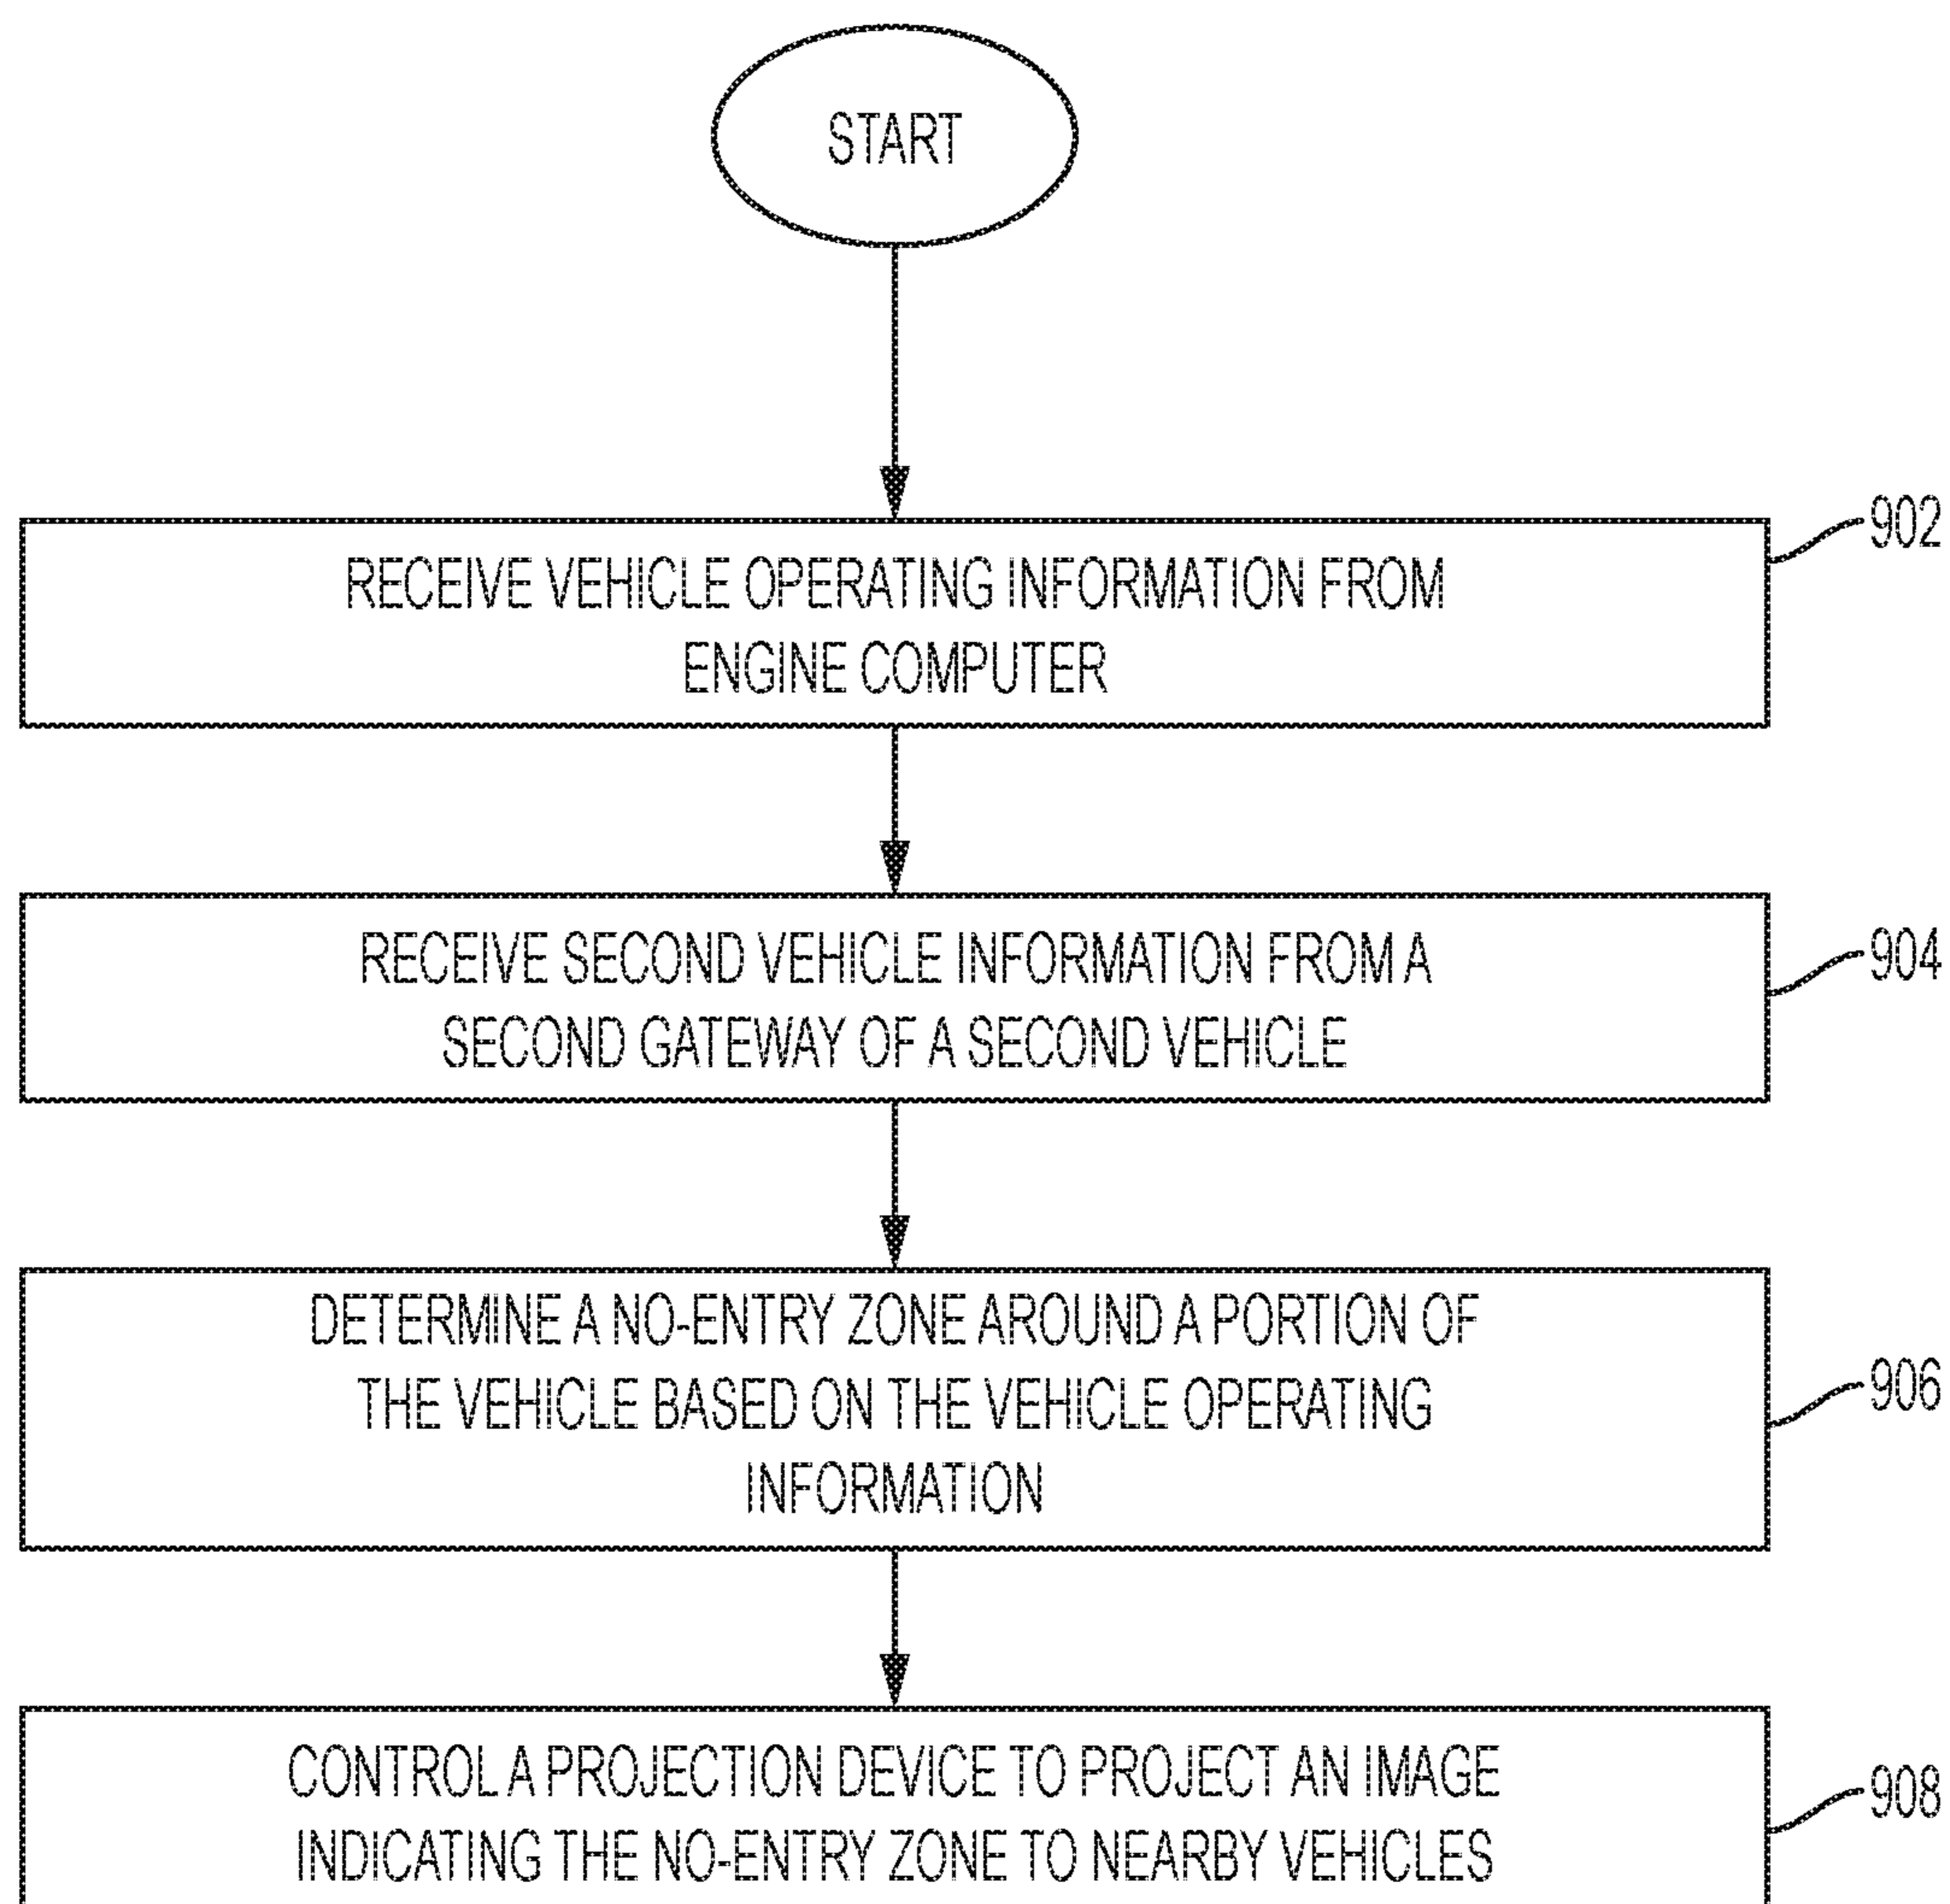 START
902
RECEIVE VEHICLE OPERATING INFORMATION FROM
ENGINE COMPUTER
904
RECEIVE SECOND VEHICLE INFORMATION FROM A
SECOND GATEWAY OF A SECOND VEHICLE
906
DETERMINE A NO-ENTRY ZONE AROUND A PORTION OF
THE VEHICLE BASED ON THE VEHICLE OPERATING
INFORMATION
908
CONTROL A PROJECTION DEVICE TO PROJECT AN IMAGE
INDICATING THE NO-ENTRY ZONE TO NEARBY VEHICLES